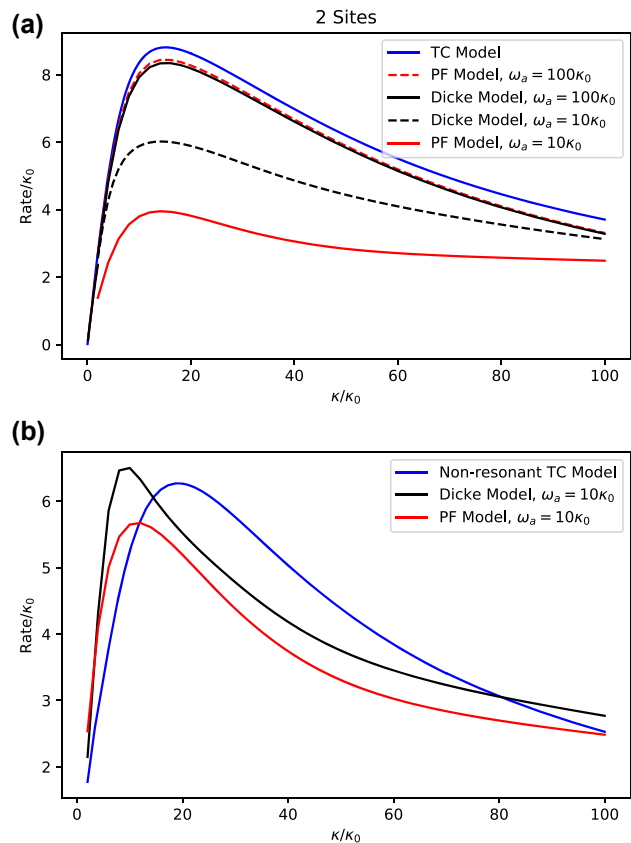 (a)
2 Sites
TC Model
PF Model, ωₐ = 100κ₀
Dicke Model, ωₐ = 100κ₀
Dicke Model, ωₐ = 10κ₀
PF Model, ωₐ = 10κ₀
Rate/κ₀
8
6
4
2
0
0 20 40 60 80 100
κ/κ₀
(b)
Non-resonant TC Model
Dicke Model, ωₐ = 10κ₀
PF Model, ωₐ = 10κ₀
Rate/κ₀
6
5
4
3
2
0 20 40 60 80 100
κ/κ₀